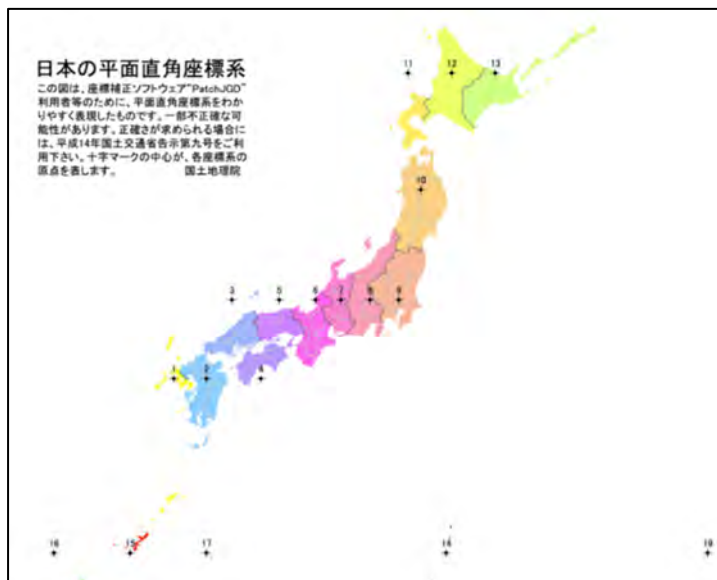 日本の平面直角座標系
この図は、座標補正ソフトウェア"PatchJGD"
利用者等のために、平面直角座標系をわか
りやすく表現したものです。一部不正確な可
能性があります。正確さが求められる場合に
は、平成14年国土交通省告示第九号をご利
用下さい。十字マークの中心が、各座標系の
原点を表します。 国土地理院
11 12 13
10
3 5 6 7 8 9
1 2 4
16 15 17 14 19